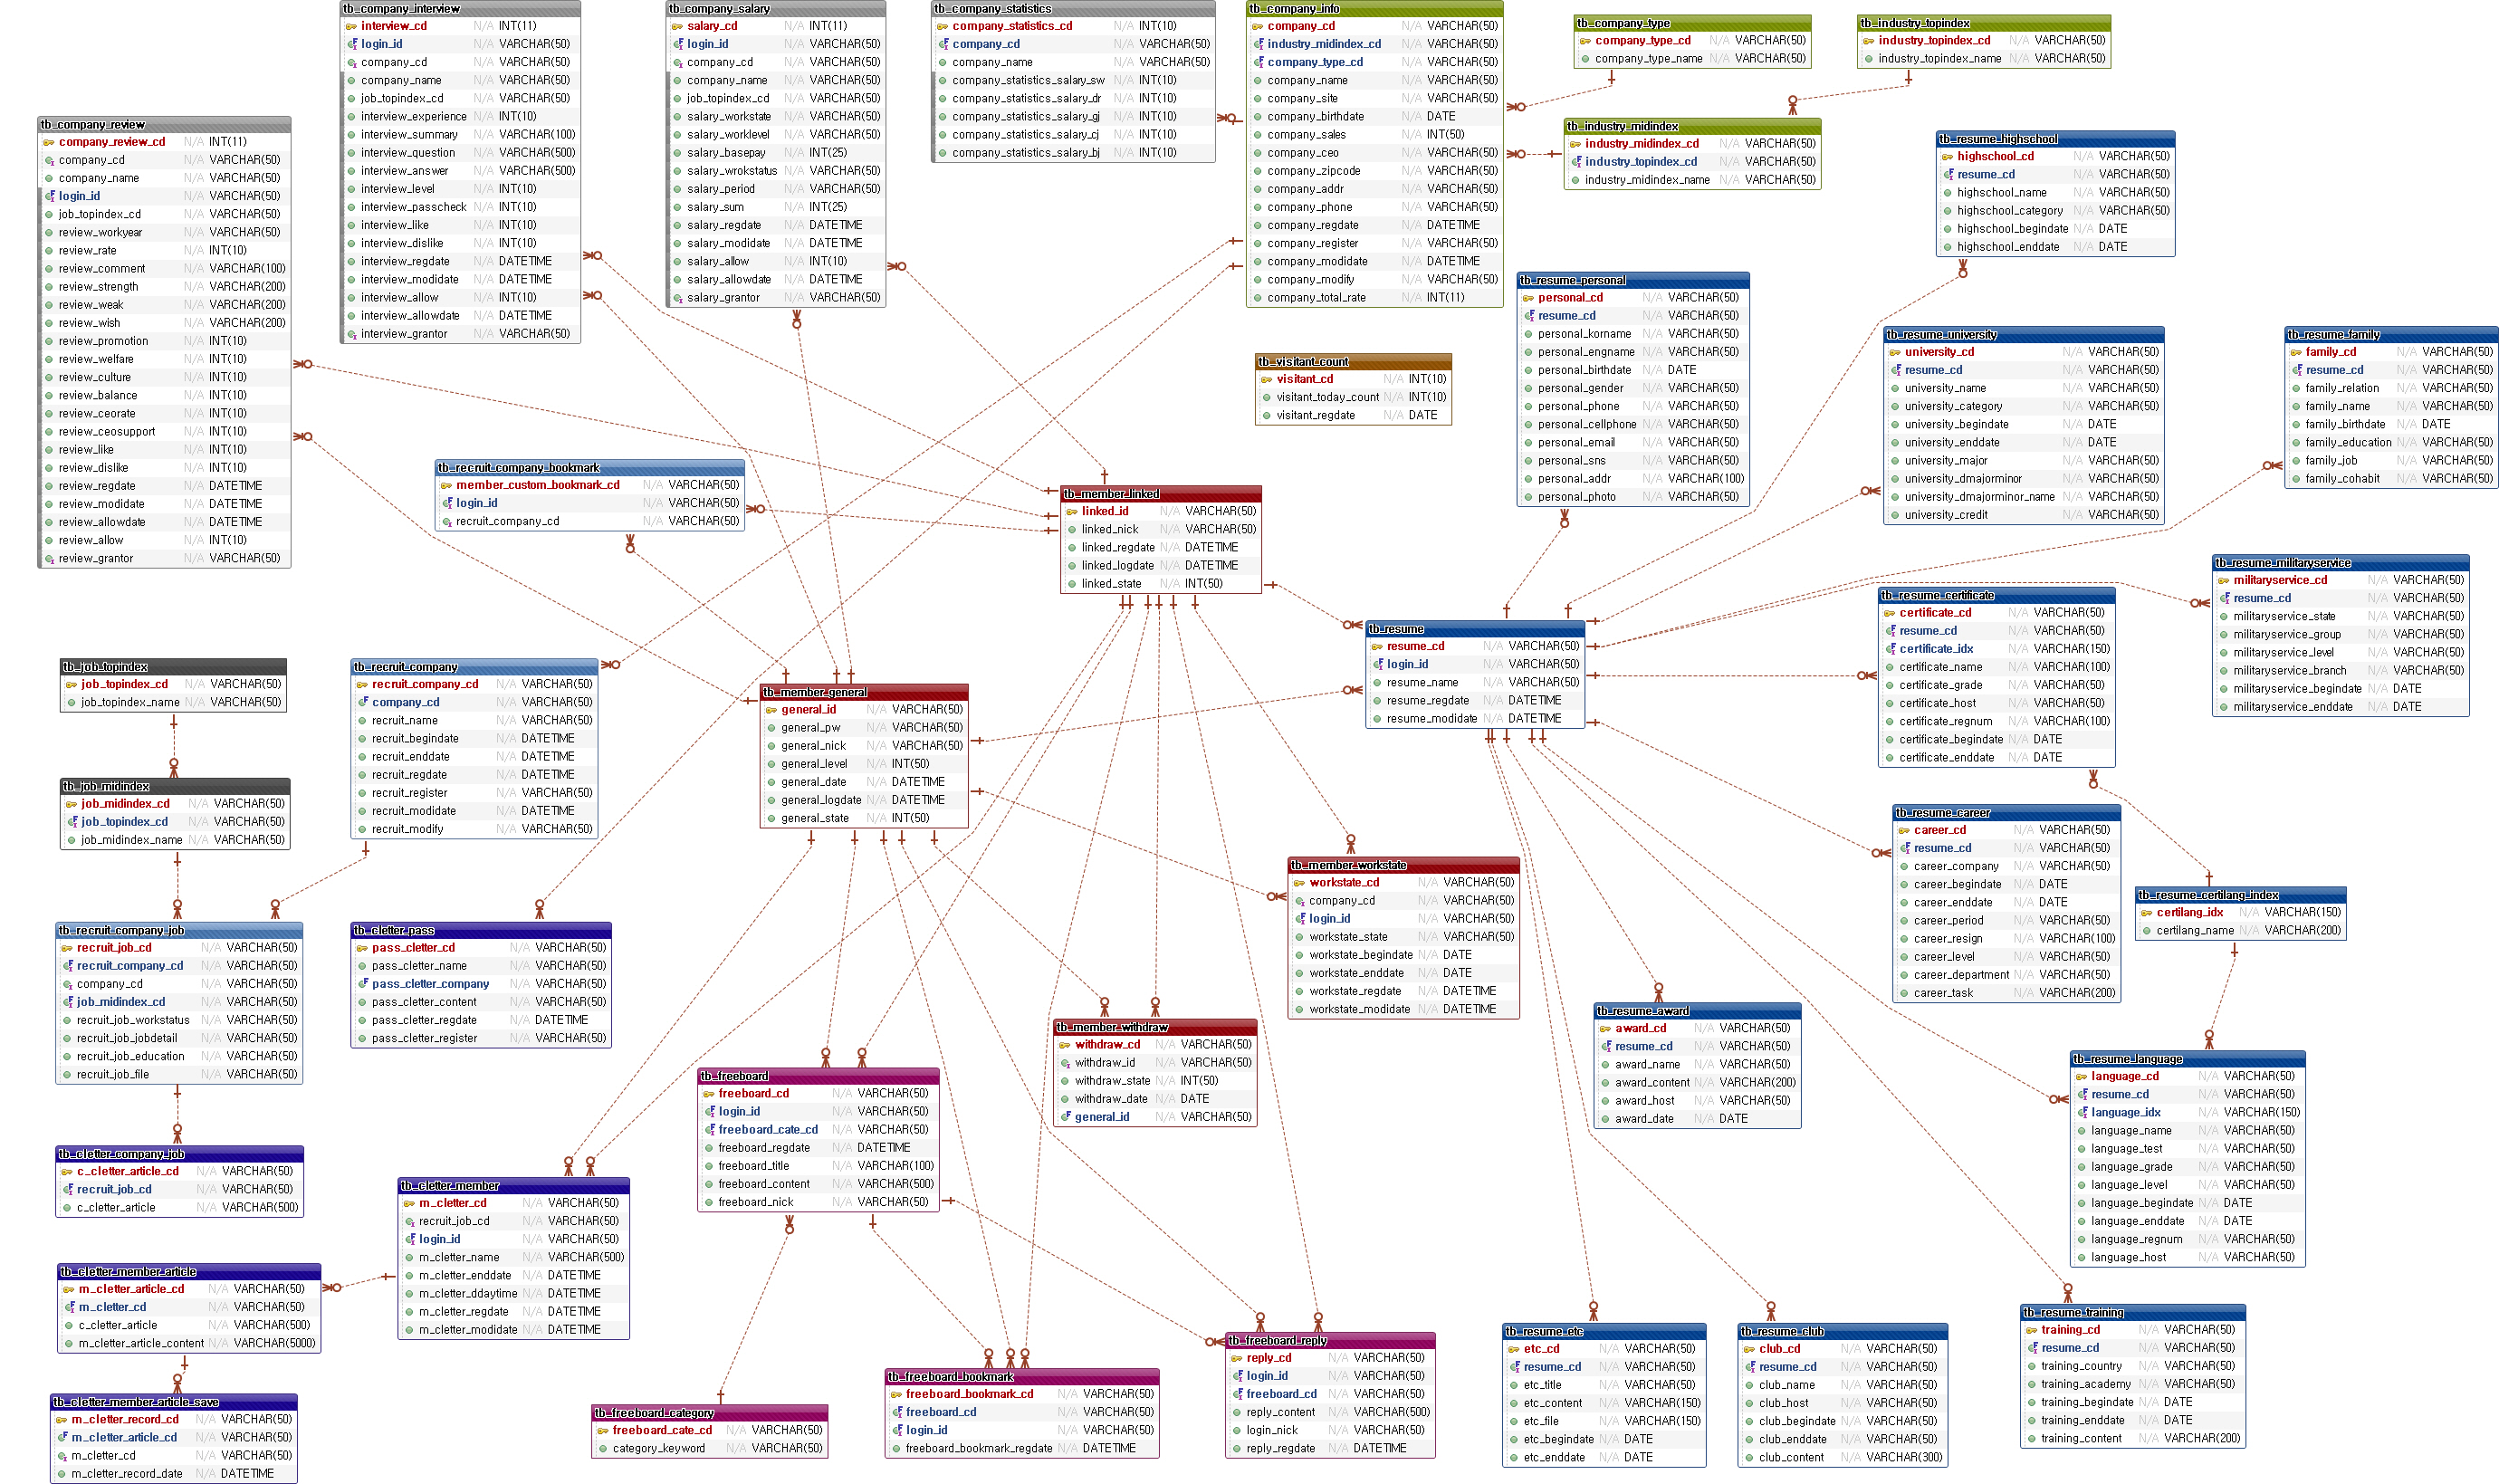 tb_company_interview
interview_cd N/A INT(11)
login_id N/A VARCHAR(50)
company_cd N/A VARCHAR(50)
company_name N/A VARCHAR(50)
job_topindex_cd N/A VARCHAR(50)
interview_experience N/A INT(10)
interview_summary N/A VARCHAR(100)
interview_question N/A VARCHAR(500)
interview_answer N/A VARCHAR(500)
interview_level N/A INT(10)
interview_passcheck N/A INT(10)
interview_like N/A INT(10)
interview_dislike N/A INT(10)
interview_regdate N/A DATETIME
interview_modidate N/A DATETIME
interview_allow N/A INT(10)
interview_allowdate N/A DATETIME
interview_grantor N/A VARCHAR(50)
tb_company_salary
salary_cd N/A INT(11)
login_id N/A VARCHAR(50)
company_cd N/A VARCHAR(50)
company_name N/A VARCHAR(50)
job_topindex_cd N/A VARCHAR(50)
salary_workstate N/A VARCHAR(50)
salary_worklevel N/A VARCHAR(50)
salary_basepay N/A INT(25)
salary_wrokstatus N/A VARCHAR(50)
salary_period N/A VARCHAR(50)
salary_sum N/A INT(25)
salary_regdate N/A DATETIME
salary_modidate N/A DATETIME
salary_allow N/A INT(10)
salary_allowdate N/A DATETIME
salary_grantor N/A VARCHAR(50)
tb_company_statistics
company_statistics_cd N/A INT(10)
company_cd N/A VARCHAR(50)
company_name N/A VARCHAR(50)
company_statistics_salary_sw N/A INT(10)
company_statistics_salary_dr N/A INT(10)
company_statistics_salary_gj N/A INT(10)
company_statistics_salary_cj N/A INT(10)
company_statistics_salary_bj N/A INT(10)
tb_company_info
company_cd N/A VARCHAR(50)
industry_midindex_cd N/A VARCHAR(50)
company_type_cd N/A VARCHAR(50)
company_name N/A VARCHAR(50)
company_site N/A VARCHAR(50)
company_birthdate N/A DATE
company_sales N/A INT(50)
company_ceo N/A VARCHAR(50)
company_zipcode N/A VARCHAR(50)
company_addr N/A VARCHAR(50)
company_phone N/A VARCHAR(50)
company_regdate N/A DATETIME
company_register N/A VARCHAR(50)
company_modidate N/A DATETIME
company_modify N/A VARCHAR(50)
company_total_rate N/A INT(11)
tb_company_type
company_type_cd N/A VARCHAR(50)
company_type_name N/A VARCHAR(50)
tb_industry_topindex
industry_topindex_cd N/A VARCHAR(50)
industry_topindex_name N/A VARCHAR(50)
tb_company_review
company_review_cd N/A INT(11)
company_cd N/A VARCHAR(50)
company_name N/A VARCHAR(50)
login_id N/A VARCHAR(50)
job_topindex_cd N/A VARCHAR(50)
review_workyear N/A VARCHAR(50)
review_rate N/A INT(10)
review_comment N/A VARCHAR(100)
review_strength N/A VARCHAR(200)
review_weak N/A VARCHAR(200)
review_wish N/A VARCHAR(200)
review_promotion N/A INT(10)
review_welfare N/A INT(10)
review_culture N/A INT(10)
review_balance N/A INT(10)
review_ceorate N/A INT(10)
review_ceosupport N/A INT(10)
review_like N/A INT(10)
review_dislike N/A INT(10)
review_regdate N/A DATETIME
review_modidate N/A DATETIME
review_allowdate N/A DATETIME
review_allow N/A INT(10)
review_grantor N/A VARCHAR(50)
tb_industry_midindex
industry_midindex_cd N/A VARCHAR(50)
industry_topindex_cd N/A VARCHAR(50)
industry_midindex_name N/A VARCHAR(50)
tb_resume_highschool
highschool_cd N/A VARCHAR(50)
resume_cd N/A VARCHAR(50)
highschool_name N/A VARCHAR(50)
highschool_category N/A VARCHAR(50)
highschool_begindate N/A DATE
highschool_enddate N/A DATE
tb_resume_personal
personal_cd N/A VARCHAR(50)
resume_cd N/A VARCHAR(50)
personal_korname N/A VARCHAR(50)
personal_engname N/A VARCHAR(50)
personal_birthdate N/A DATE
personal_gender N/A VARCHAR(50)
personal_phone N/A VARCHAR(50)
personal_cellphone N/A VARCHAR(50)
personal_email N/A VARCHAR(50)
personal_sns N/A VARCHAR(50)
personal_addr N/A VARCHAR(100)
personal_photo N/A VARCHAR(50)
tb_resume_university
university_cd N/A VARCHAR(50)
resume_cd N/A VARCHAR(50)
university_name N/A VARCHAR(50)
university_category N/A VARCHAR(50)
university_begindate N/A DATE
university_enddate N/A DATE
university_major N/A VARCHAR(50)
university_dmajorminor N/A VARCHAR(50)
university_dmajorminor_name N/A VARCHAR(50)
university_credit N/A VARCHAR(50)
tb_resume_family
family_cd N/A VARCHAR(50)
resume_cd N/A VARCHAR(50)
family_relation N/A VARCHAR(50)
family_name N/A VARCHAR(50)
family_birthdate N/A DATE
family_education N/A VARCHAR(50)
family_job N/A VARCHAR(50)
family_cohabit N/A VARCHAR(50)
tb_visitant_count
visitant_cd N/A INT(10)
visitant_today_count N/A INT(10)
visitant_regdate N/A DATE
tb_recruit_company_bookmark
member_custom_bookmark_cd N/A VARCHAR(50)
login_id N/A VARCHAR(50)
recruit_company_cd N/A VARCHAR(50)
tb_member_linked
linked_id N/A VARCHAR(50)
linked_nick N/A VARCHAR(50)
linked_regdate N/A DATETIME
linked_logdate N/A DATETIME
linked_state N/A INT(50)
tb_resume_militaryservice
militaryservice_cd N/A VARCHAR(50)
resume_cd N/A VARCHAR(50)
militaryservice_state N/A VARCHAR(50)
militaryservice_group N/A VARCHAR(50)
militaryservice_level N/A VARCHAR(50)
militaryservice_branch N/A VARCHAR(50)
militaryservice_begindate N/A DATE
militaryservice_enddate N/A DATE
tb_resume_certificate
certificate_cd N/A VARCHAR(50)
resume_cd N/A VARCHAR(50)
certificate_idx N/A VARCHAR(150)
certificate_name N/A VARCHAR(100)
certificate_grade N/A VARCHAR(50)
certificate_host N/A VARCHAR(50)
certificate_regnum N/A VARCHAR(100)
certificate_begindate N/A DATE
certificate_enddate N/A DATE
tb_resume
resume_cd N/A VARCHAR(50)
login_id N/A VARCHAR(50)
resume_name N/A VARCHAR(50)
resume_regdate N/A DATETIME
resume_modidate N/A DATETIME
tb_job_topindex
job_topindex_cd N/A VARCHAR(50)
job_topindex_name N/A VARCHAR(50)
tb_recruit_company
recruit_company_cd N/A VARCHAR(50)
company_cd N/A VARCHAR(50)
recruit_name N/A VARCHAR(50)
recruit_begindate N/A DATETIME
recruit_enddate N/A DATETIME
recruit_regdate N/A DATETIME
recruit_register N/A VARCHAR(50)
recruit_modidate N/A DATETIME
recruit_modify N/A VARCHAR(50)
tb_member_general
general_id N/A VARCHAR(50)
general_pw N/A VARCHAR(50)
general_nick N/A VARCHAR(50)
general_level N/A INT(50)
general_date N/A DATETIME
general_logdate N/A DATETIME
general_state N/A INT(50)
tb_job_midindex
job_midindex_cd N/A VARCHAR(50)
job_topindex_cd N/A VARCHAR(50)
job_midindex_name N/A VARCHAR(50)
tb_resume_career
career_cd N/A VARCHAR(50)
resume_cd N/A VARCHAR(50)
career_company N/A VARCHAR(50)
career_begindate N/A DATE
career_enddate N/A DATE
career_period N/A VARCHAR(50)
career_resign N/A VARCHAR(100)
career_level N/A VARCHAR(50)
career_department N/A VARCHAR(50)
career_task N/A VARCHAR(200)
tb_member_workstate
workstate_cd N/A VARCHAR(50)
company_cd N/A VARCHAR(50)
login_id N/A VARCHAR(50)
workstate_state N/A VARCHAR(50)
workstate_begindate N/A DATE
workstate_enddate N/A DATE
workstate_regdate N/A DATETIME
workstate_modidate N/A DATETIME
tb_resume_certilang_index
certilang_idx N/A VARCHAR(150)
certilang_name N/A VARCHAR(200)
tb_recruit_company_job
recruit_job_cd N/A VARCHAR(50)
recruit_company_cd N/A VARCHAR(50)
company_cd N/A VARCHAR(50)
job_midindex_cd N/A VARCHAR(50)
recruit_job_workstatus N/A VARCHAR(50)
recruit_job_jobdetail N/A VARCHAR(50)
recruit_job_education N/A VARCHAR(50)
recruit_job_file N/A VARCHAR(50)
tb_cletter_pass
pass_cletter_cd N/A VARCHAR(50)
pass_cletter_name N/A VARCHAR(50)
pass_cletter_company N/A VARCHAR(50)
pass_cletter_content N/A VARCHAR(50)
pass_cletter_regdate N/A DATETIME
pass_cletter_register N/A VARCHAR(50)
tb_resume_award
award_cd N/A VARCHAR(50)
resume_cd N/A VARCHAR(50)
award_name N/A VARCHAR(50)
award_content N/A VARCHAR(200)
award_host N/A VARCHAR(50)
award_date N/A DATE
tb_member_withdraw
withdraw_cd N/A VARCHAR(50)
withdraw_id N/A VARCHAR(50)
withdraw_state N/A INT(50)
withdraw_date N/A DATE
general_id N/A VARCHAR(50)
tb_resume_language
language_cd N/A VARCHAR(50)
resume_cd N/A VARCHAR(50)
language_idx N/A VARCHAR(150)
language_name N/A VARCHAR(50)
language_test N/A VARCHAR(50)
language_grade N/A VARCHAR(50)
language_level N/A VARCHAR(50)
language_begindate N/A DATE
language_enddate N/A DATE
language_regnum N/A VARCHAR(50)
language_host N/A VARCHAR(50)
tb_freeboard
freeboard_cd N/A VARCHAR(50)
login_id N/A VARCHAR(50)
freeboard_cate_cd N/A VARCHAR(50)
freeboard_regdate N/A DATETIME
freeboard_title N/A VARCHAR(100)
freeboard_content N/A VARCHAR(500)
freeboard_nick N/A VARCHAR(50)
tb_cletter_company_job
c_cletter_article_cd N/A VARCHAR(50)
recruit_job_cd N/A VARCHAR(50)
c_cletter_article N/A VARCHAR(500)
tb_cletter_member
m_cletter_cd N/A VARCHAR(50)
recruit_job_cd N/A VARCHAR(50)
login_id N/A VARCHAR(50)
m_cletter_name N/A VARCHAR(500)
m_cletter_enddate N/A DATETIME
m_cletter_ddaytime N/A DATETIME
m_cletter_regdate N/A DATETIME
m_cletter_modidate N/A DATETIME
tb_cletter_member_article
m_cletter_article_cd N/A VARCHAR(50)
m_cletter_cd N/A VARCHAR(50)
c_cletter_article N/A VARCHAR(500)
m_cletter_article_content N/A VARCHAR(5000)
tb_cletter_member_article_save
m_cletter_record_cd N/A VARCHAR(50)
m_cletter_article_cd N/A VARCHAR(50)
m_cletter_cd N/A VARCHAR(50)
m_cletter_record_date N/A DATETIME
tb_freeboard_category
freeboard_cate_cd N/A VARCHAR(50)
category_keyword N/A VARCHAR(50)
tb_freeboard_bookmark
freeboard_bookmark_cd N/A VARCHAR(50)
freeboard_cd N/A VARCHAR(50)
login_id N/A VARCHAR(50)
freeboard_bookmark_regdate N/A DATETIME
tb_freeboard_reply
reply_cd N/A VARCHAR(50)
login_id N/A VARCHAR(50)
freeboard_cd N/A VARCHAR(50)
reply_content N/A VARCHAR(500)
login_nick N/A VARCHAR(50)
reply_regdate N/A DATETIME
tb_resume_etc
etc_cd N/A VARCHAR(50)
resume_cd N/A VARCHAR(50)
etc_title N/A VARCHAR(50)
etc_content N/A VARCHAR(150)
etc_file N/A VARCHAR(150)
etc_begindate N/A DATE
etc_enddate N/A DATE
tb_resume_club
club_cd N/A VARCHAR(50)
resume_cd N/A VARCHAR(50)
club_name N/A VARCHAR(50)
club_host N/A VARCHAR(50)
club_begindate N/A VARCHAR(50)
club_enddate N/A VARCHAR(50)
club_content N/A VARCHAR(300)
tb_resume_training
training_cd N/A VARCHAR(50)
resume_cd N/A VARCHAR(50)
training_country N/A VARCHAR(50)
training_academy N/A VARCHAR(50)
training_begindate N/A DATE
training_enddate N/A DATE
training_content N/A VARCHAR(200)